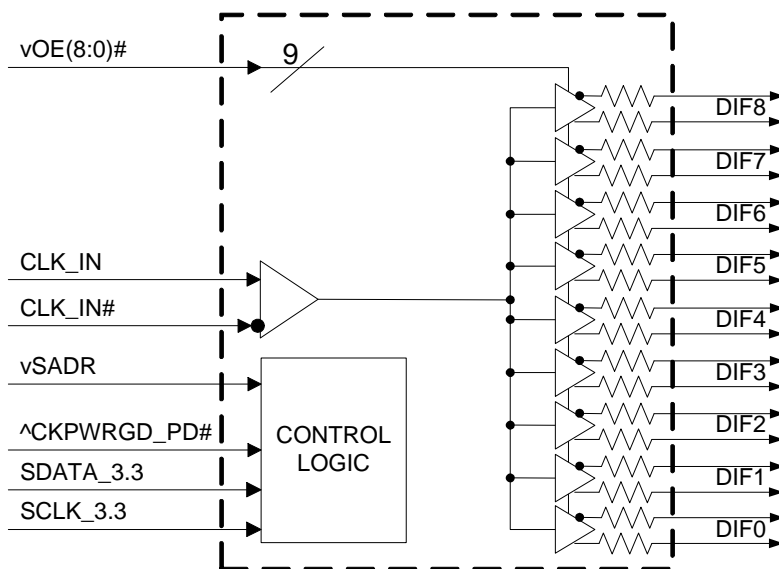 vOE(8:0)#
9
DIF8
DIF7
DIF6
CLK_IN
DIF5
CLK_IN#
DIF4
vSADR
DIF3
^CKPWRGD_PD#
CONTROL
LOGIC
DIF2
SDATA_3.3
DIF1
SCLK_3.3
DIF0